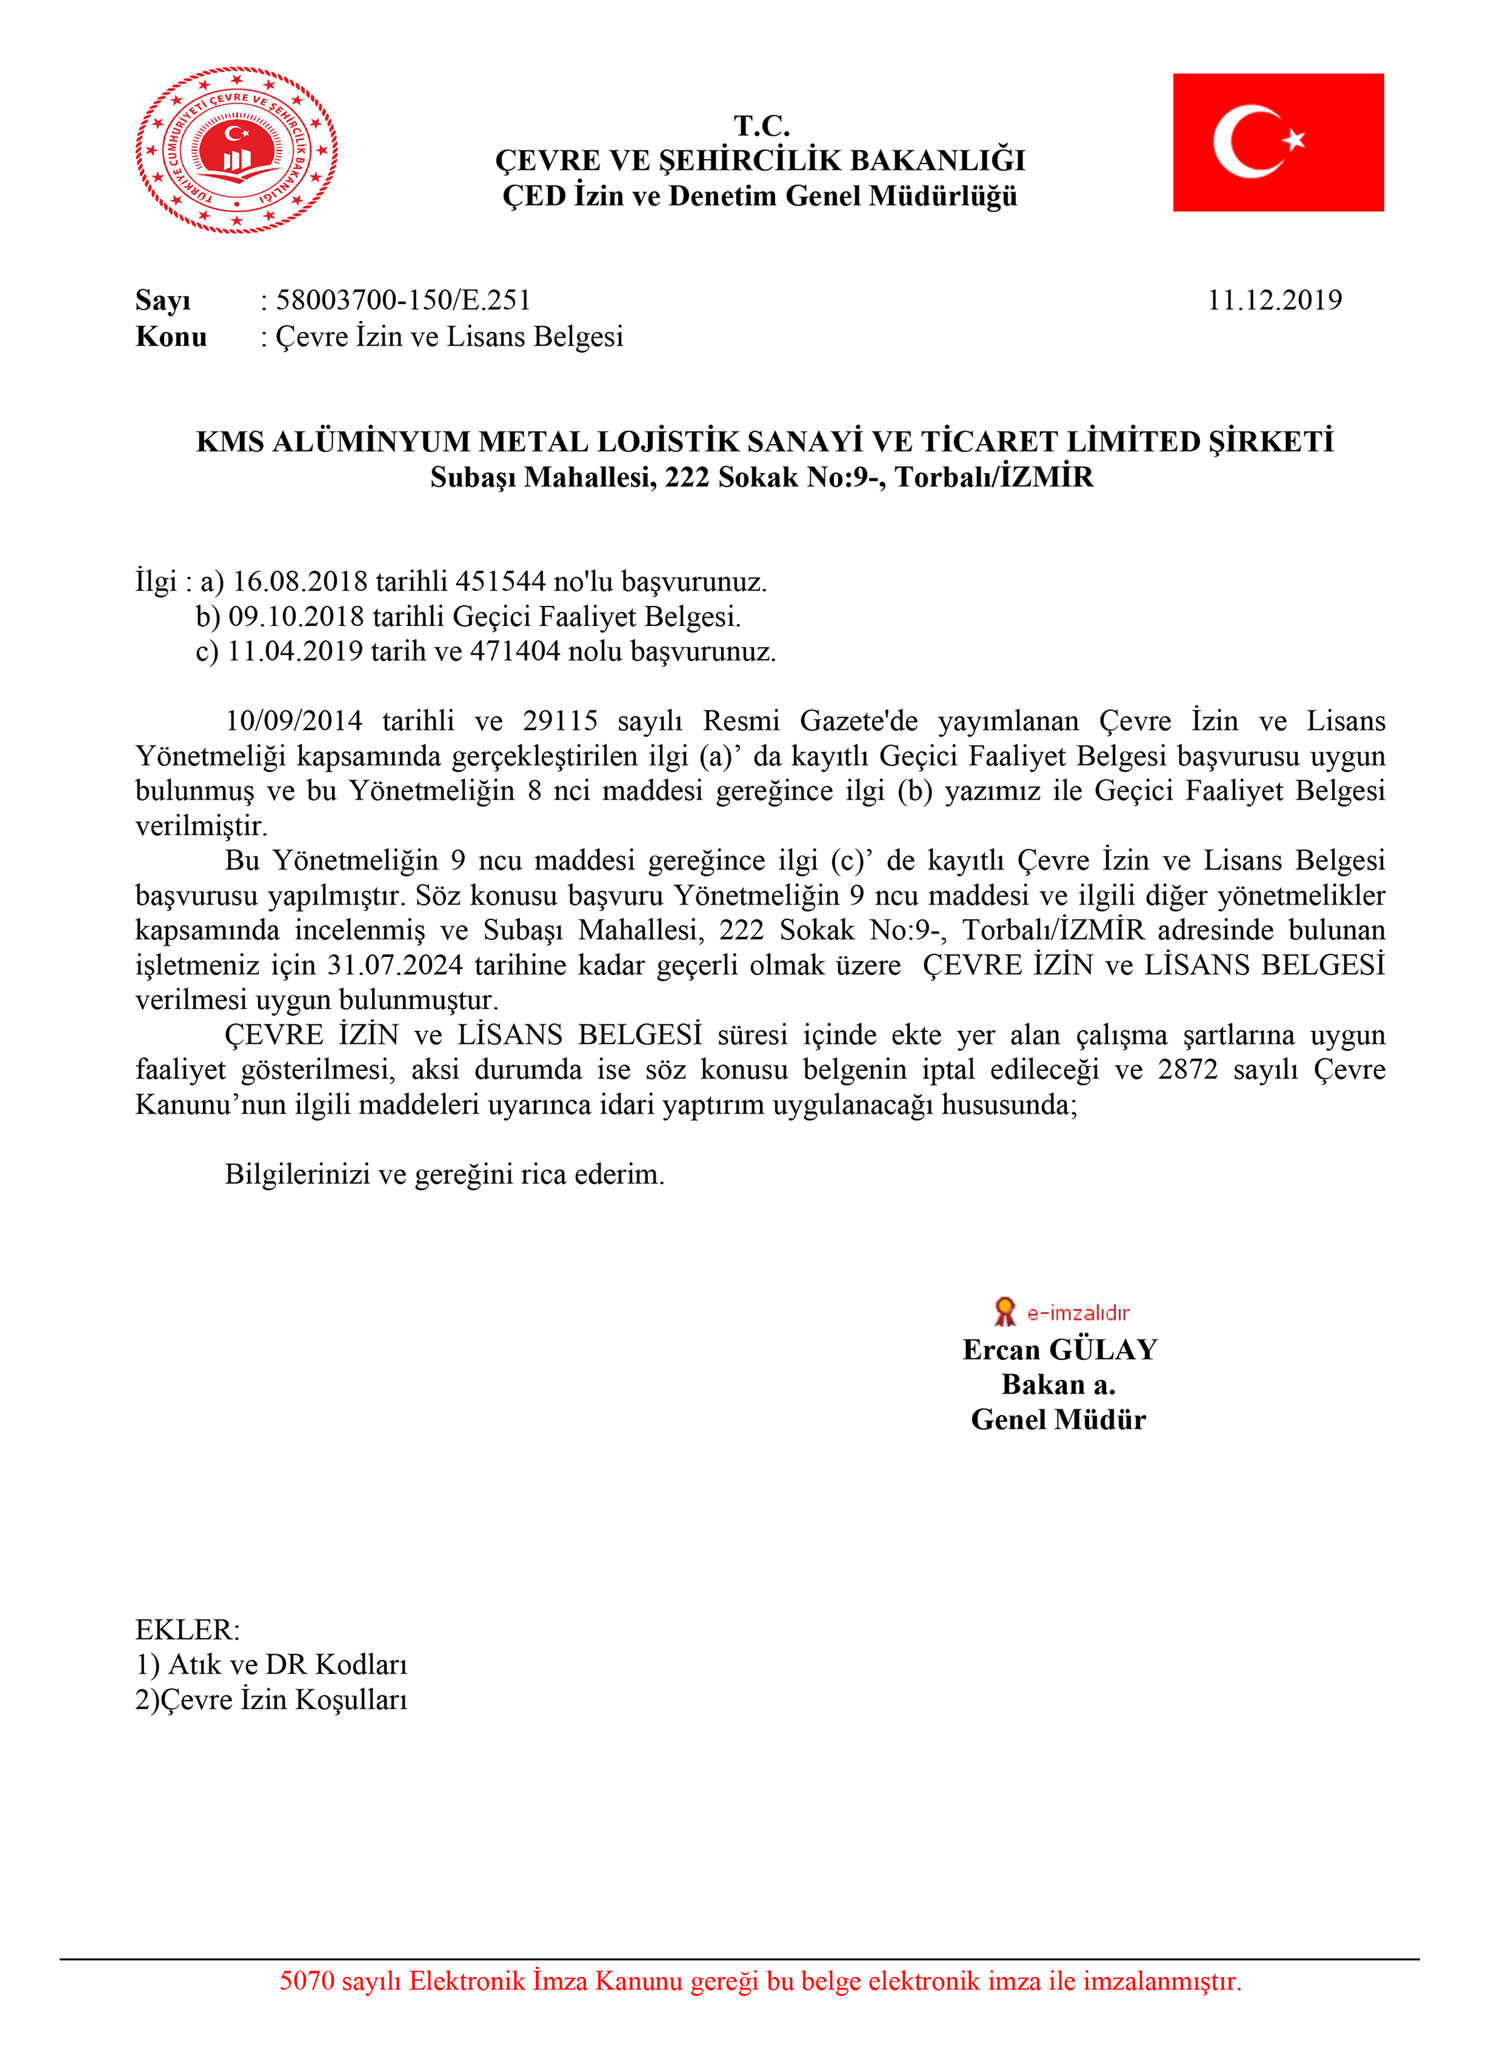 TÜRKİYE CUMHURİYETİ ÇEVRE VE ŞEHİRCİLİK BAKANLIĞI
T.C.
ÇEVRE VE ŞEHİRCİLİK BAKANLIĞI
ÇED İzin ve Denetim Genel Müdürlüğü
Sayı : 58003700-150/E.251 11.12.2019
Konu : Çevre İzin ve Lisans Belgesi
KMS ALÜMİNYUM METAL LOJİSTİK SANAYİ VE TİCARET LİMİTED ŞİRKETİ
Subaşı Mahallesi, 222 Sokak No:9-, Torbalı/İZMİR
İlgi : a) 16.08.2018 tarihli 451544 no'lu başvurunuz.
b) 09.10.2018 tarihli Geçici Faaliyet Belgesi.
c) 11.04.2019 tarih ve 471404 nolu başvurunuz.
10/09/2014 tarihli ve 29115 sayılı Resmi Gazete'de yayımlanan Çevre İzin ve Lisans
Yönetmeliği kapsamında gerçekleştirilen ilgi (a)’ da kayıtlı Geçici Faaliyet Belgesi başvurusu uygun
bulunmuş ve bu Yönetmeliğin 8 nci maddesi gereğince ilgi (b) yazımız ile Geçici Faaliyet Belgesi
verilmiştir.
Bu Yönetmeliğin 9 ncu maddesi gereğince ilgi (c)’ de kayıtlı Çevre İzin ve Lisans Belgesi
başvurusu yapılmıştır. Söz konusu başvuru Yönetmeliğin 9 ncu maddesi ve ilgili diğer yönetmelikler
kapsamında incelenmiş ve Subaşı Mahallesi, 222 Sokak No:9-, Torbalı/İZMİR adresinde bulunan
işletmeniz için 31.07.2024 tarihine kadar geçerli olmak üzere  ÇEVRE İZİN ve LİSANS BELGESİ
verilmesi uygun bulunmuştur.
ÇEVRE İZİN ve LİSANS BELGESİ süresi içinde ekte yer alan çalışma şartlarına uygun
faaliyet gösterilmesi, aksi durumda ise söz konusu belgenin iptal edileceği ve 2872 sayılı Çevre
Kanunu’nun ilgili maddeleri uyarınca idari yaptırım uygulanacağı hususunda;
Bilgilerinizi ve gereğini rica ederim.
e-imzalıdır
Ercan GÜLAY
Bakan a.
Genel Müdür
EKLER:
1) Atık ve DR Kodları
2)Çevre İzin Koşulları
5070 sayılı Elektronik İmza Kanunu gereği bu belge elektronik imza ile imzalanmıştır.